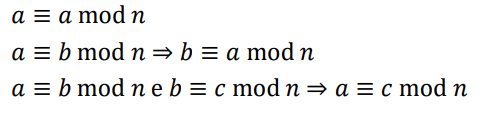 a ≡ a mod n
a ≡ b mod n ⇒ b ≡ a mod n
a ≡ b mod n e b ≡ c mod n ⇒ a ≡ c mod n